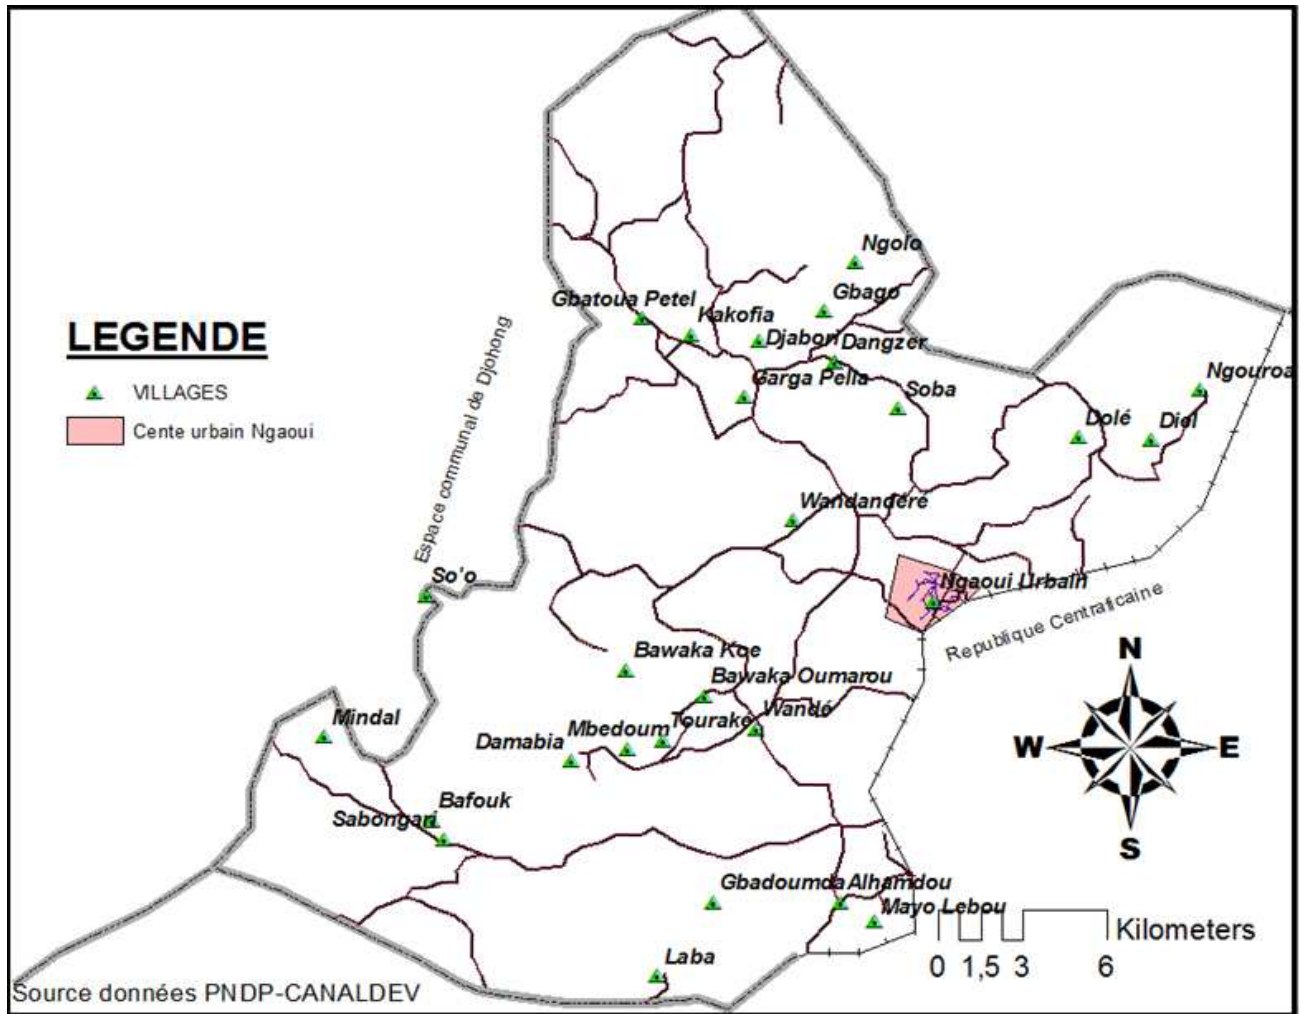 Ngolo
Gbago
Gbatoua Petel
Kakofia
Djabori
Dangzer
LEGENDE
VILLAGES
Cente urbain Ngaoui
Espace communal de Djohong
Garga Pella
Soba
Ngouroa
Dolé
Diel
Wandandéré
So'o
Ngaoui Urbain
Republique Centraficaine
Bawaka Koe
Bawaka Oumarou
Mindal
Damabia
Mbedoum
Tourake
Wandé
Bafouk
Sabongari
Gbadoumda
Alhamdou
Mayo Lebou
Laba
N
W
E
S
Kilometers
0 1,5 3 6
Source données PNDP-CANALDEV